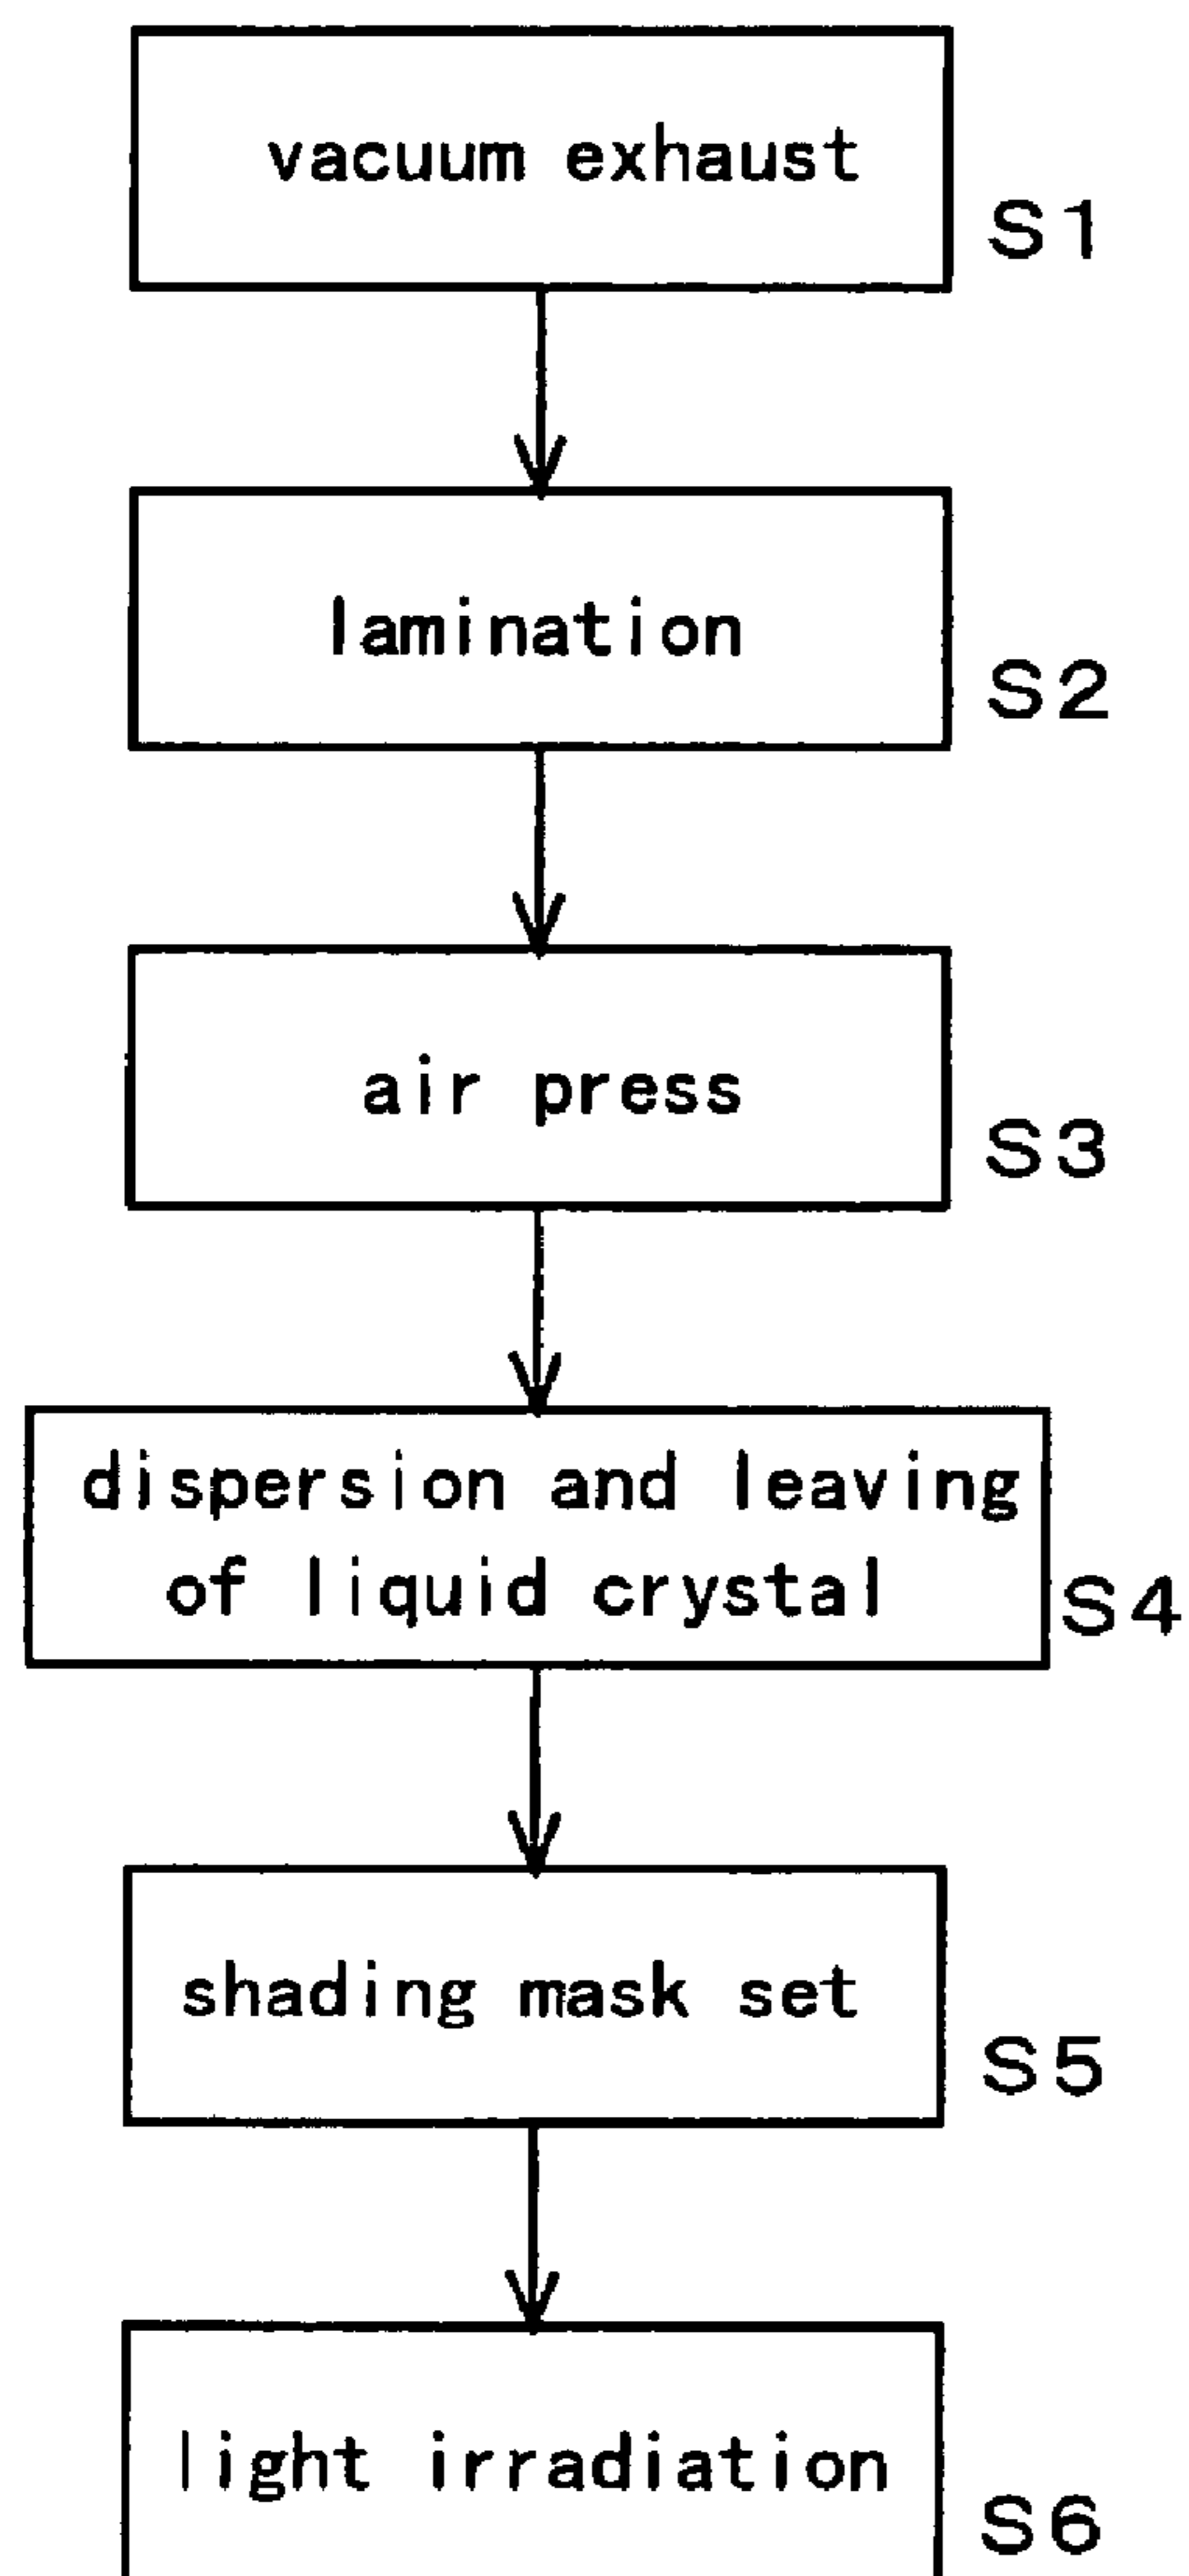 vacuum exhaust
S1
lamination
S2
air press
S3
dispersion and leaving
of liquid crystal
S4
shading mask set
S5
light irradiation
S6